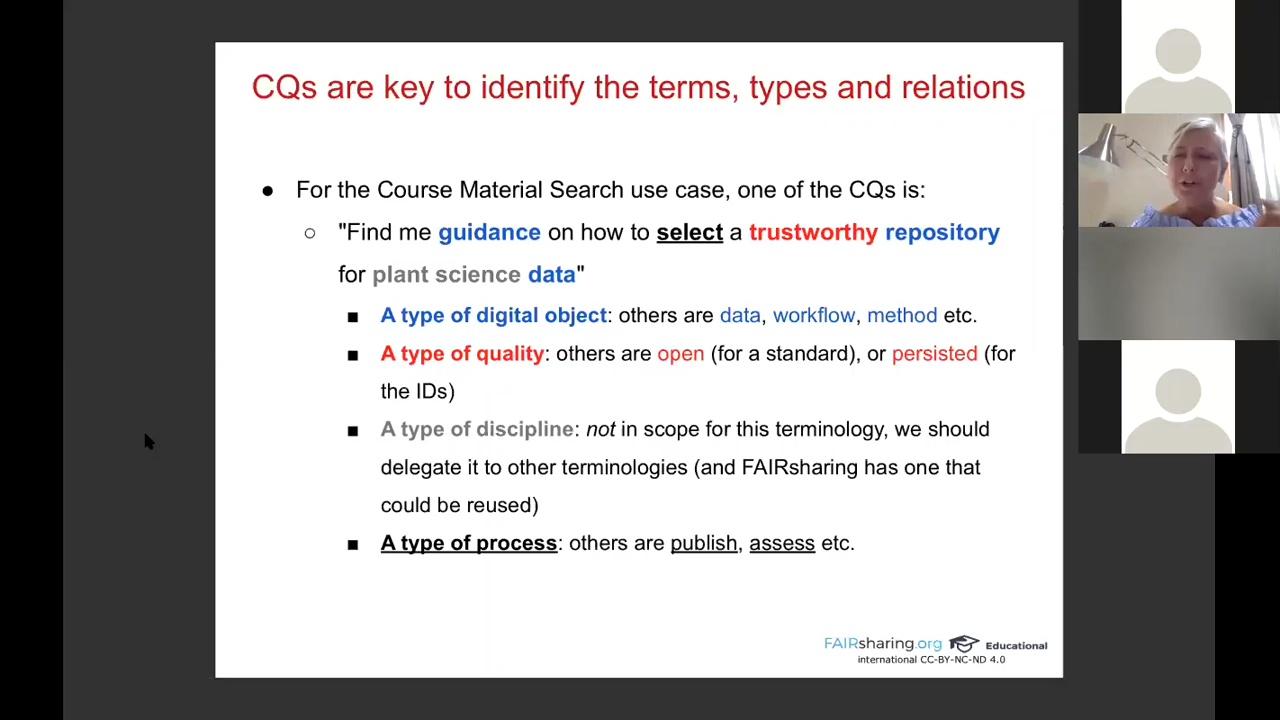 CQs are key to identify the terms, types and relations
● For the Course Material Search use case, one of the CQs is:
○ "Find me guidance on how to select a trustworthy repository
for plant science data"
■ A type of digital object: others are data, workflow, method etc.
■ A type of quality: others are open (for a standard), or persisted (for
the IDs)
■ A type of discipline: not in scope for this terminology, we should
delegate it to other terminologies (and FAIRsharing has one that
could be reused)
■ A type of process: others are publish, assess etc.
FAIRsharing.org Educational
international CC-BY-NC-ND 4.0